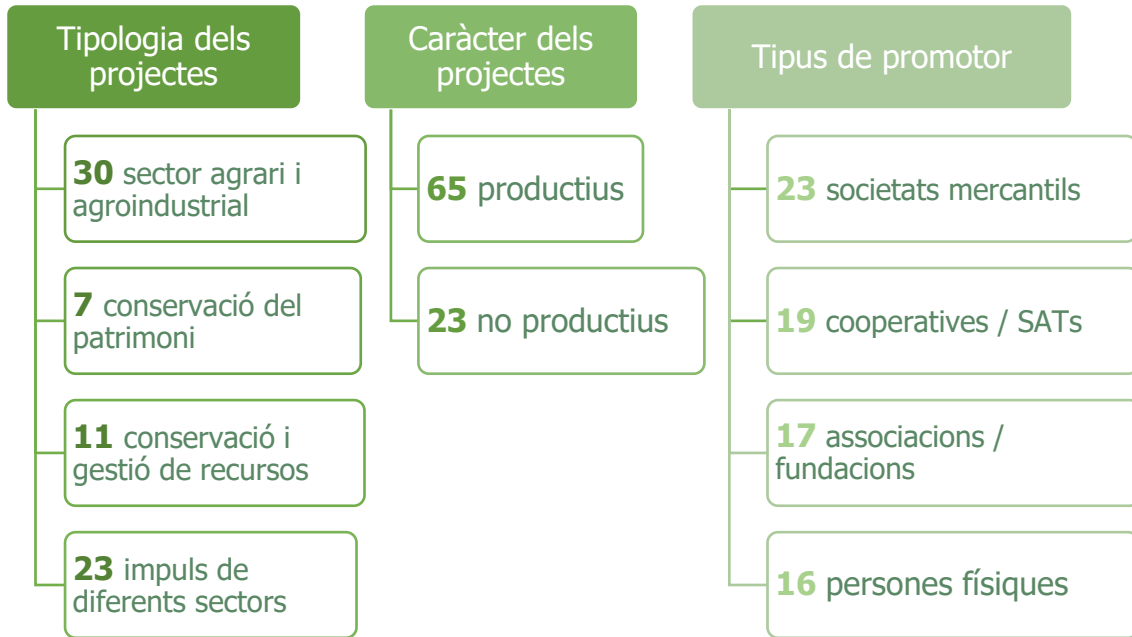 Tipologia dels
projectes
30 sector agrari i
agroindustrial
7 conservació del
patrimoni
11 conservació i
gestió de recursos
23 impuls de
diferents sectors
Caràcter dels
projectes
65 productius
23 no productius
Tipus de promotor
23 societats mercantils
19 cooperatives / SATs
17 associacions /
fundacions
16 persones físiques